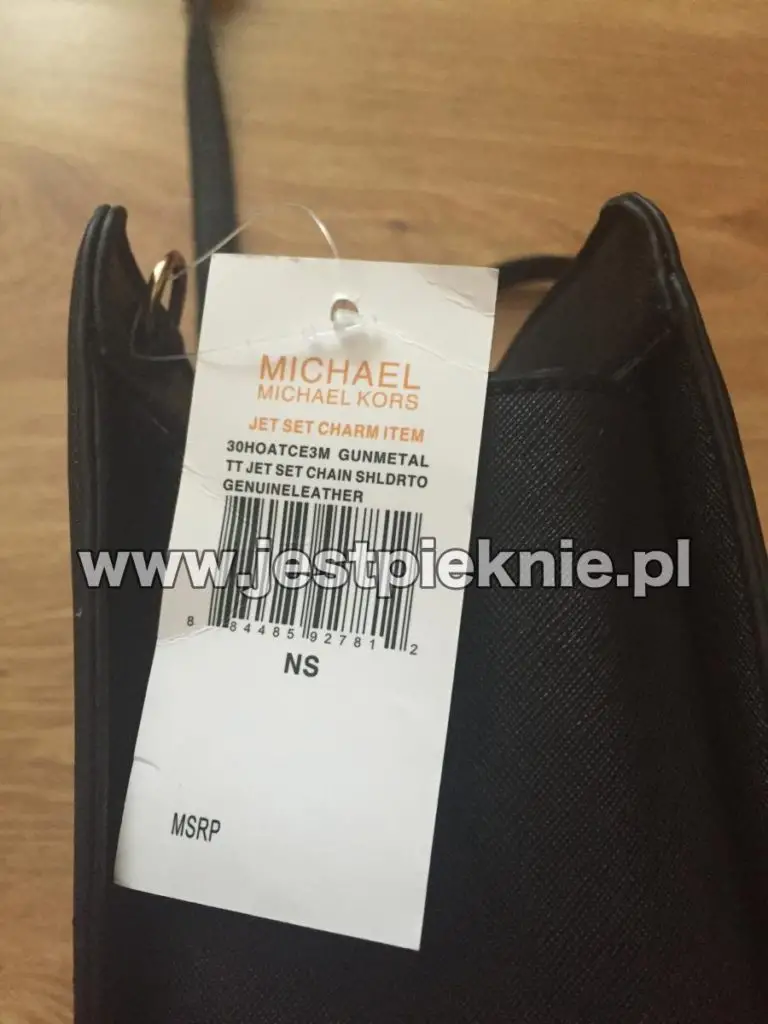 MICHAEL
MICHAEL KORS
JET SET CHARM ITEM
30HOATCE3M GUNMETAL
TT JET SET CHAIN SHLDRTO
GENUINELEATHER
www.jestpieknie.pl
8 84485 92781 2
NS
MSRP